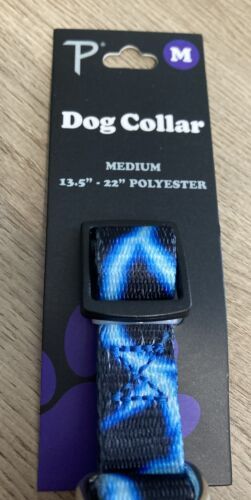 P®
M
Dog Collar
MEDIUM
13.5" - 22" POLYESTER